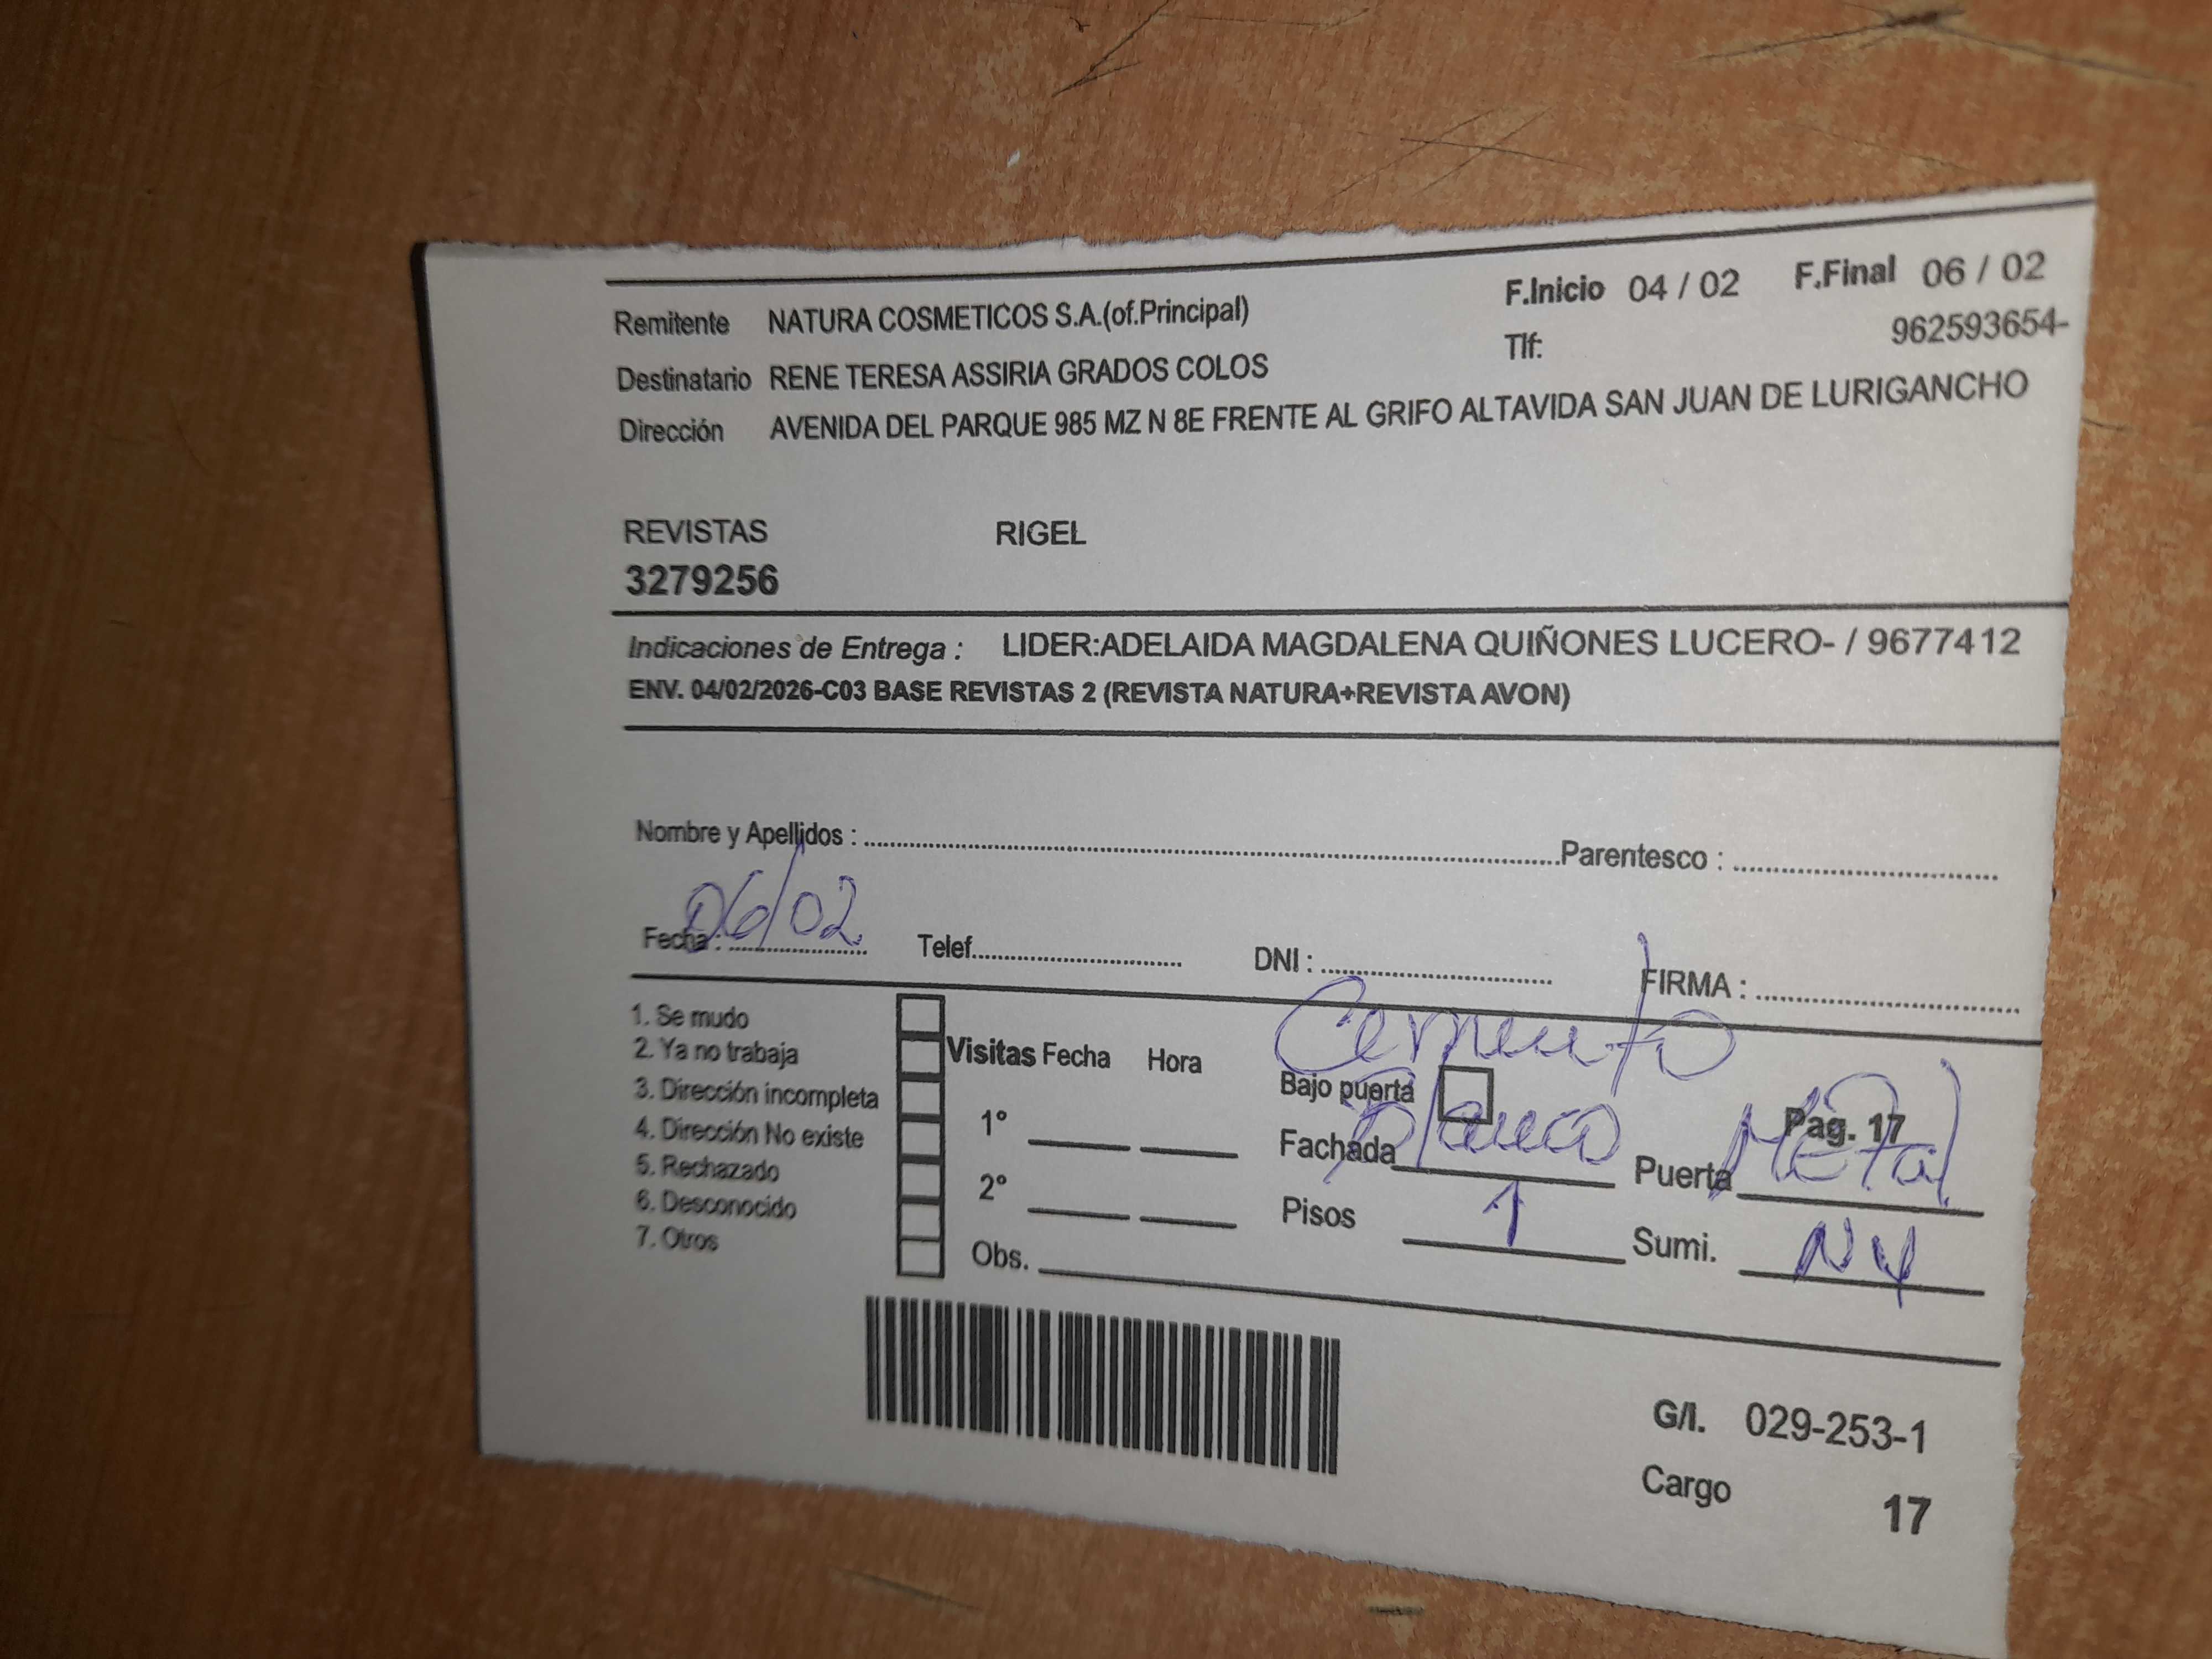 F.Inicio 04 / 02 F.Final 06 / 02
Remitente NATURA COSMETICOS S.A.(of.Principal)
Tlf: 962593654-
Destinatario RENE TERESA ASSIRIA GRADOS COLOS
Dirección AVENIDA DEL PARQUE 985 MZ N 8E FRENTE AL GRIFO ALTAVIDA SAN JUAN DE LURIGANCHO
REVISTAS RIGEL
3279256
Indicaciones de Entrega : LIDER:ADELAIDA MAGDALENA QUIÑONES LUCERO- / 9677412
ENV. 04/02/2026-C03 BASE REVISTAS 2 (REVISTA NATURA+REVISTA AVON)
Nombre y Apellidos : Parentesco :
Fecha : 06/02 Telef. DNI : FIRMA :
1. Se mudo
2. Ya no trabaja
3. Dirección incompleta
4. Dirección No existe
5. Rechazado
6. Desconocido
7. Otros
Visitas Fecha Hora
1°
2°
Obs.
Cemento
Bajo puerta
Pag. 17
Fachada blanco Puerta Metal
Pisos 1 Sumi. NY
G/I. 029-253-1
Cargo 17